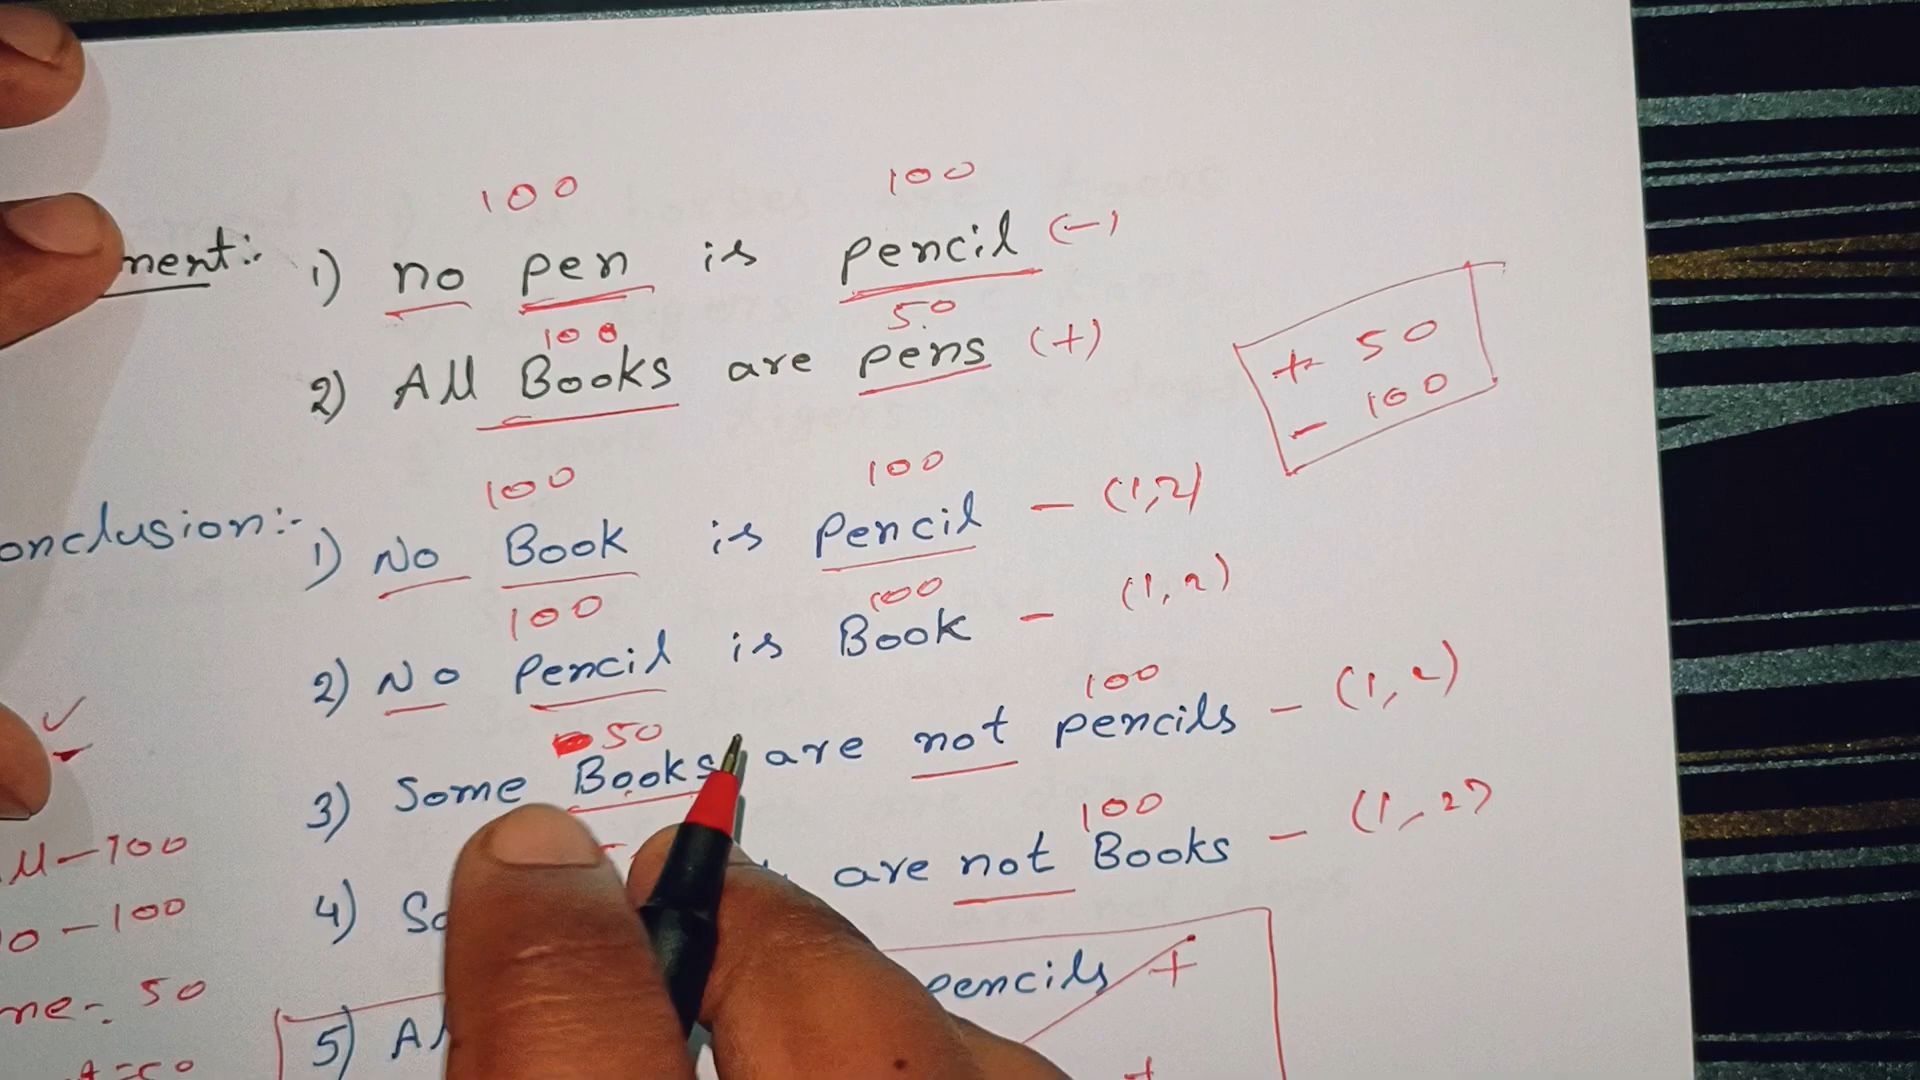 100 100
ment:- 1) no pen is pencil (-)
100 50
2) All Books are pens (+)
+ 50
- 100
100 100
onclusion:- 1) No Book is pencil - (1,2)
100 100
2) No pencil is Book - (1,2)
50 100
3) Some Books are not pencils - (1,2)
100
4) So are not Books - (1,2)
pencils +
5) Al
ll-100
o-100
me- 50